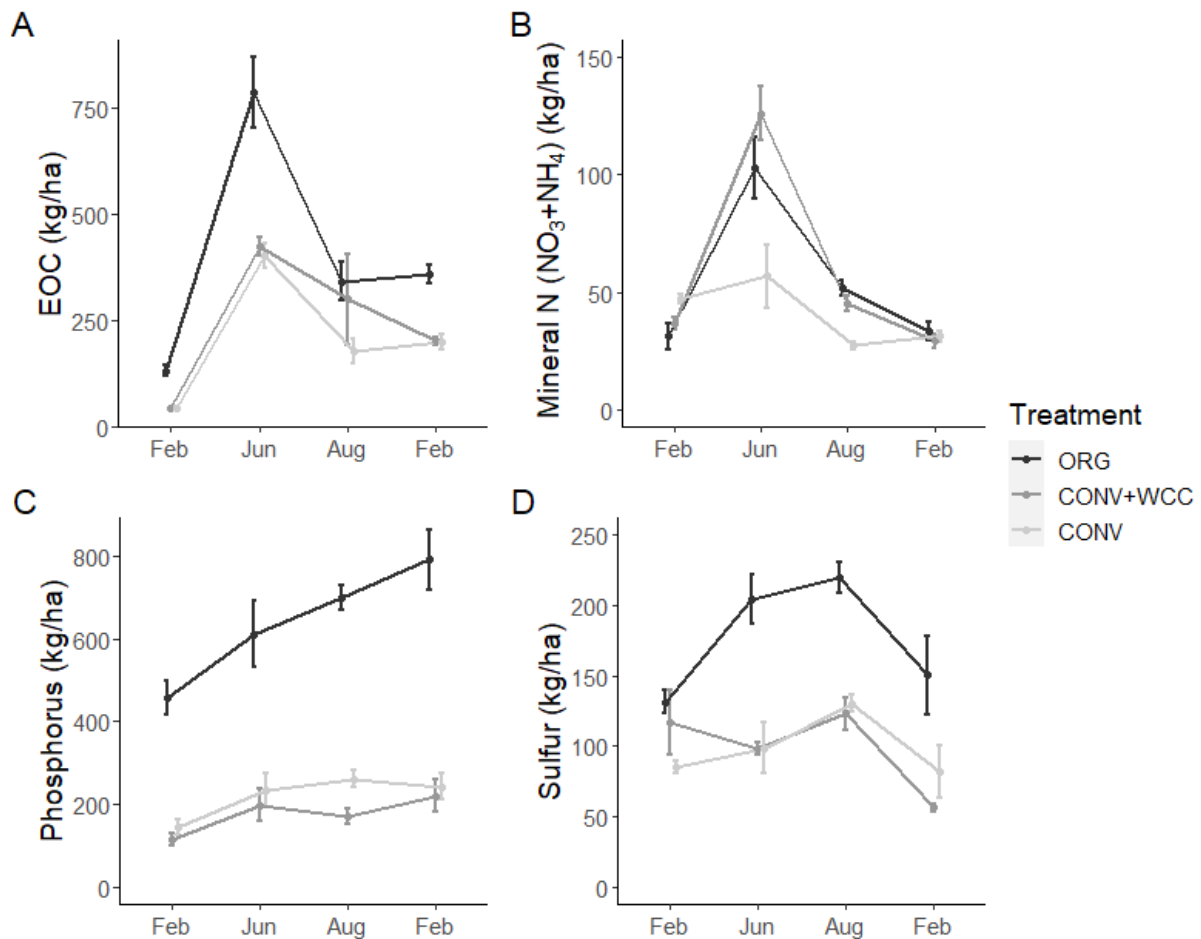 A
EOC (kg/ha)
750
500
250
0
Feb Jun Aug Feb
B
Mineral N (NO₃+NH₄) (kg/ha)
150
100
50
0
Feb Jun Aug Feb
Treatment
ORG
CONV+WCC
CONV
C
Phosphorus (kg/ha)
800
600
400
200
0
Feb Jun Aug Feb
D
Sulfur (kg/ha)
250
200
150
100
50
0
Feb Jun Aug Feb